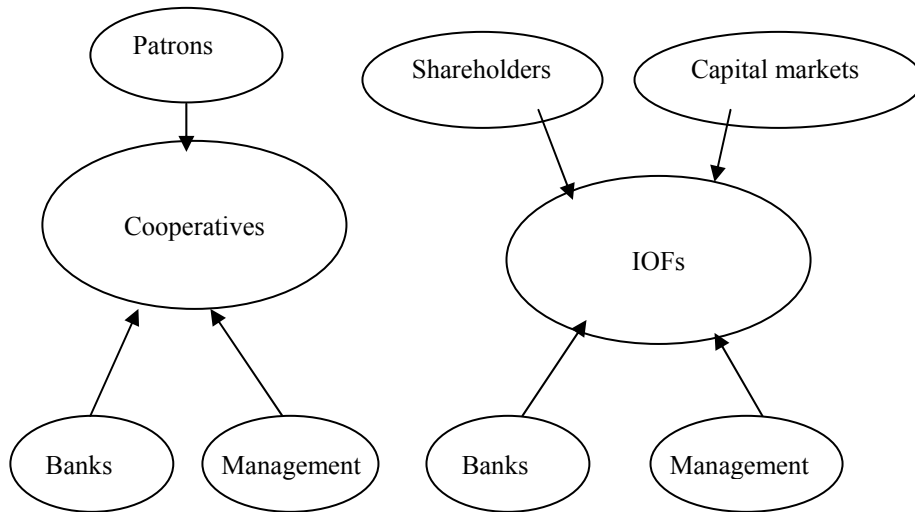 Patrons
Shareholders
Capital markets
Cooperatives
IOFs
Banks
Management
Banks
Management